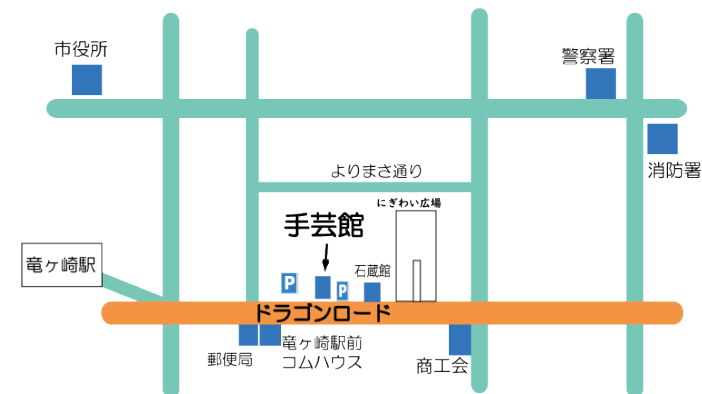 市役所
警察署
消防署
よりまさ通り
にぎわい広場
手芸館
石蔵館
竜ヶ崎駅
P
P
ドラゴンロード
郵便局
竜ヶ崎駅前
コムハウス
商工会